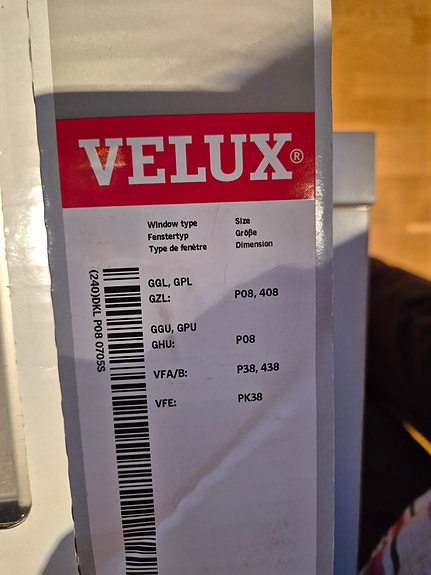 VELUX®
Window type Size
Fenstertyp Größe
Type de fenêtre Dimension
GGL, GPL
GZL: P08, 408
GGU, GPU
GHU: P08
VFA/B: P38, 438
VFE: PK38
(240)DKL P08 0705S